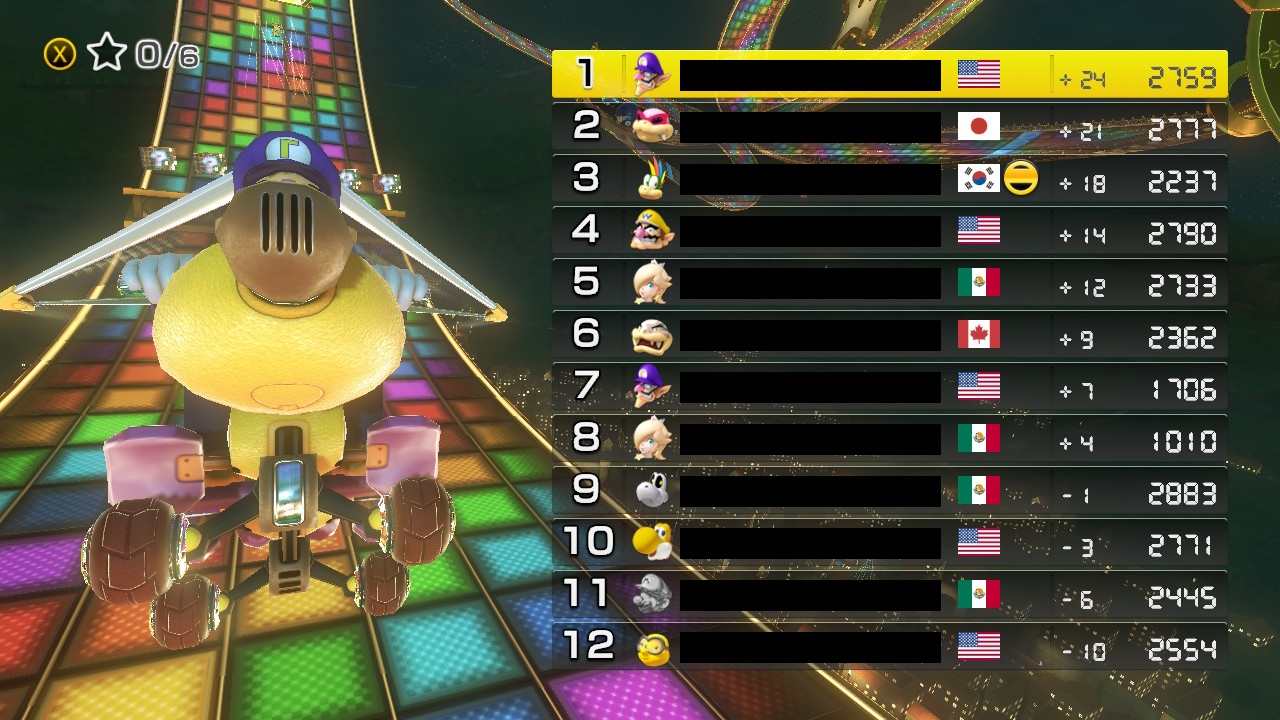 X 0/6
1 + 24 2759
2 + 21 2777
3 + 18 2237
4 + 14 2790
5 + 12 2733
6 + 9 2362
7 + 7 1706
8 + 4 1010
9 - 1 2883
10 - 3 2771
11 - 6 2445
12 - 10 2554